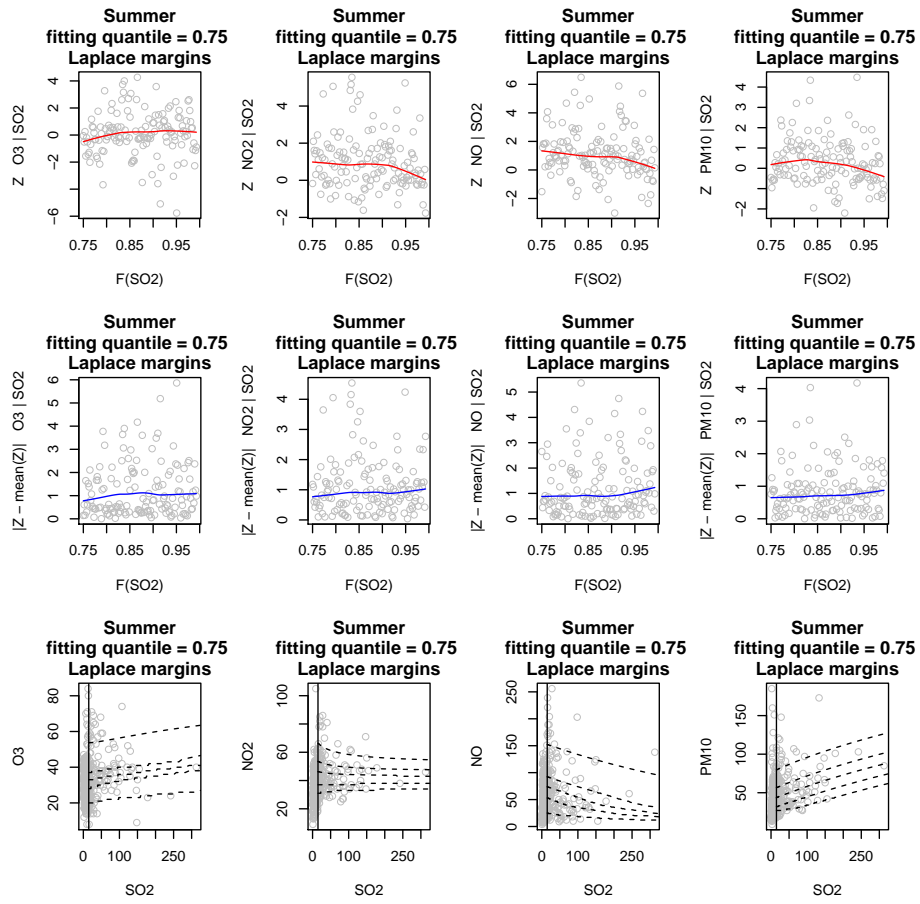 Summer
fitting quantile = 0.75
Laplace margins
Z O3 | SO2
4
2
0
−2
−6
0.75 0.85 0.95
F(SO2)
Summer
fitting quantile = 0.75
Laplace margins
Z NO2 | SO2
4
2
0
−2
0.75 0.85 0.95
F(SO2)
Summer
fitting quantile = 0.75
Laplace margins
Z NO | SO2
6
4
2
0
−2
0.75 0.85 0.95
F(SO2)
Summer
fitting quantile = 0.75
Laplace margins
Z PM10 | SO2
4
2
1
0
−2
0.75 0.85 0.95
F(SO2)
Summer
fitting quantile = 0.75
Laplace margins
|Z − mean(Z)| O3 | SO2
6
5
4
3
2
1
0
0.75 0.85 0.95
F(SO2)
Summer
fitting quantile = 0.75
Laplace margins
|Z − mean(Z)| NO2 | SO2
4
3
2
1
0
0.75 0.85 0.95
F(SO2)
Summer
fitting quantile = 0.75
Laplace margins
|Z − mean(Z)| NO | SO2
5
4
3
2
1
0
0.75 0.85 0.95
F(SO2)
Summer
fitting quantile = 0.75
Laplace margins
|Z − mean(Z)| PM10 | SO2
4
3
2
1
0
0.75 0.85 0.95
F(SO2)
Summer
fitting quantile = 0.75
Laplace margins
O3
80
60
40
20
0 100 250
SO2
Summer
fitting quantile = 0.75
Laplace margins
NO2
100
60
20
0 100 250
SO2
Summer
fitting quantile = 0.75
Laplace margins
NO
250
150
50
0
0 100 250
SO2
Summer
fitting quantile = 0.75
Laplace margins
PM10
150
100
50
0 100 250
SO2